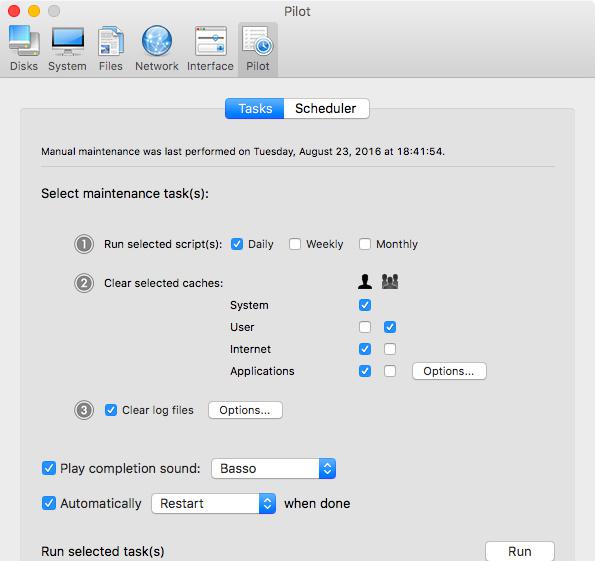 Pilot
Disks System Files Network Interface Pilot
Tasks Scheduler
Manual maintenance was last performed on Tuesday, August 23, 2016 at 18:41:54.
Select maintenance task(s):
1 Run selected script(s): Daily Weekly Monthly
2 Clear selected caches:
System
User
Internet
Applications Options...
3 Clear log files Options...
Play completion sound: Basso
Automatically Restart when done
Run selected task(s) Run